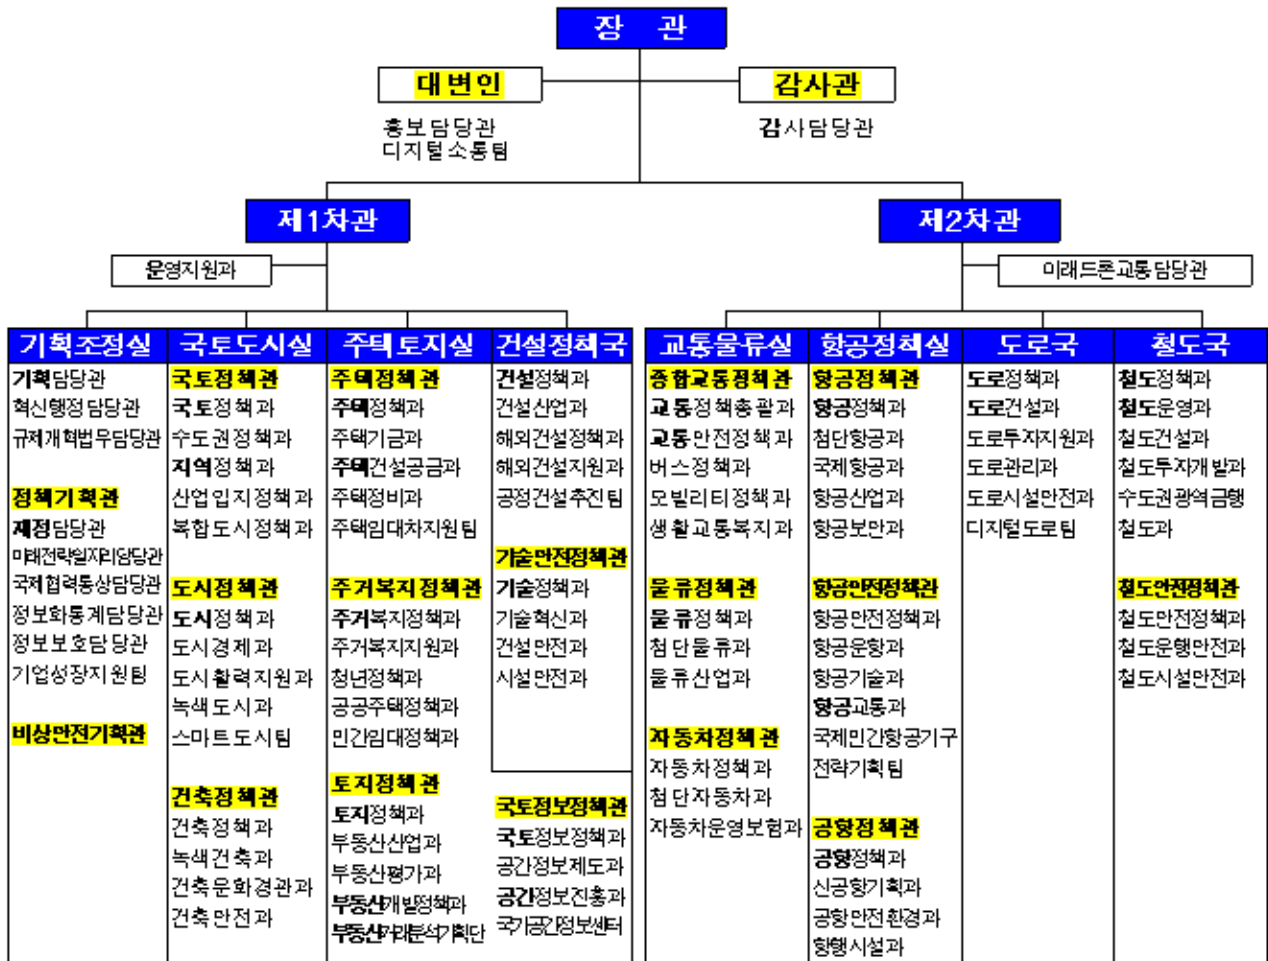 장 관
대변인
감사관
홍보담당관
디지털소통팀
감사담당관
제1차관
제2차관
운영지원과
미래드론교통담당관
기획조정실
기획담당관
혁신행정담당관
규제개혁법무담당관
정책기획관
재정담당관
미래전략일자리담당관
국제협력통상담당관
정보화통계담당관
정보보호담당관
기업성장지원팀
비상안전기획관
국토도시실
국토정책관
국토정책과
수도권정책과
지역정책과
산업입지정책과
복합도시정책과
도시정책관
도시정책과
도시경제과
도시활력지원과
녹색도시과
스마트도시팀
건축정책관
건축정책과
녹색건축과
건축문화경관과
건축안전과
주택토지실
주택정책관
주택정책과
주택기금과
주택건설공급과
주택정비과
주택임대차지원팀
주거복지정책관
주거복지정책과
주거복지지원과
청년정책과
공공주택정책과
민간임대정책과
토지정책관
토지정책과
부동산산업과
부동산평가과
부동산개발정책과
부동산거래분석기획단
건설정책국
건설정책과
건설산업과
해외건설정책과
해외건설지원과
공정건설추진팀
기술안전정책관
기술정책과
기술혁신과
건설안전과
시설안전과
국토정보정책관
국토정보정책과
공간정보제도과
공간정보진흥과
국가공간정보센터
교통물류실
종합교통정책관
교통정책총괄과
교통안전정책과
버스정책과
모빌리티정책과
생활교통복지과
물류정책관
물류정책과
첨단물류과
물류산업과
자동차정책관
자동차정책과
첨단자동차과
자동차운영보험과
항공정책실
항공정책관
항공정책과
첨단항공과
국제항공과
항공산업과
항공보안과
항공안전정책관
항공안전정책과
항공운항과
항공기술과
항공교통과
국제민간항공기구
전략기획팀
공항정책관
공항정책과
신공항기획과
공항안전환경과
항행시설과
도로국
도로정책과
도로건설과
도로투자지원과
도로관리과
도로시설안전과
디지털도로팀
철도국
철도정책과
철도운영과
철도건설과
철도투자개발과
수도권광역급행
철도과
철도안전정책관
철도안전정책과
철도운행안전과
철도시설안전과